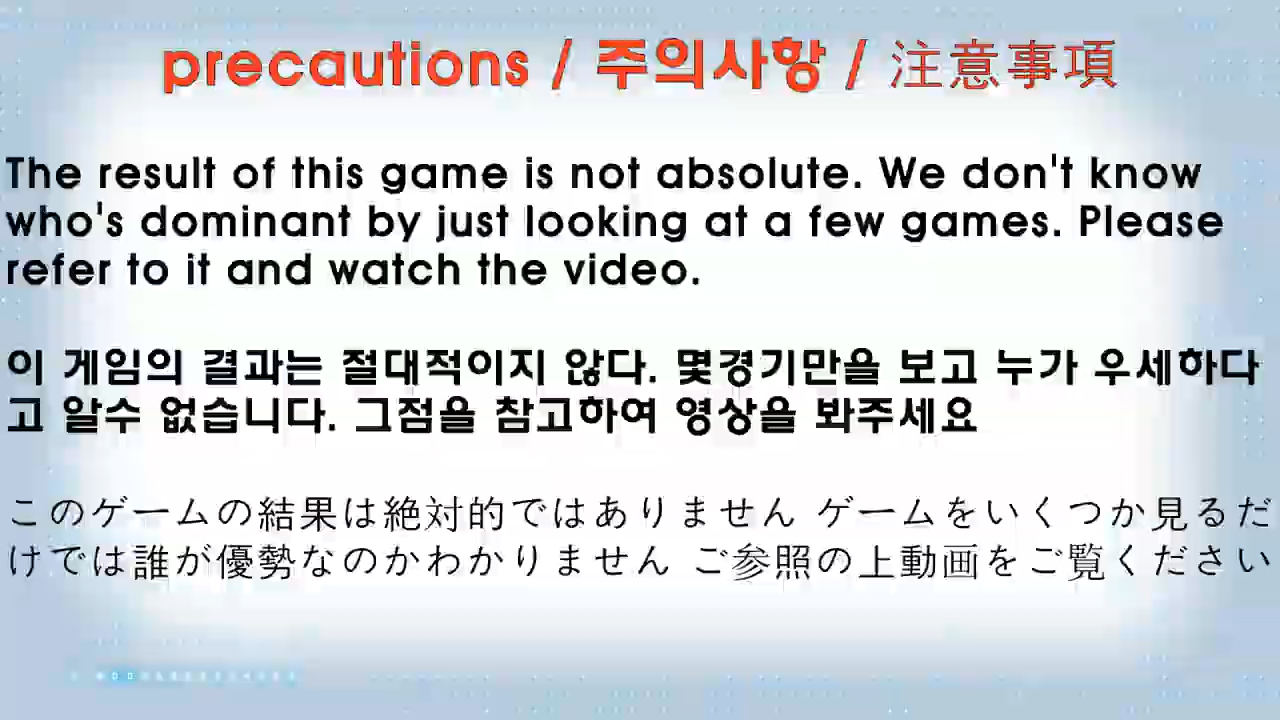 precautions / 주의사항 / 注意事項
The result of this game is not absolute. We don't know
who's dominant by just looking at a few games. Please
refer to it and watch the video.
이 게임의 결과는 절대적이지 않다. 몇경기만을 보고 누가 우세하다
고 알수 없습니다. 그점을 참고하여 영상을 봐주세요
このゲームの結果は絶対的ではありません ゲームをいくつか見るだ
けでは誰が優勢なのかわかりません ご参照の上動画をご覧ください